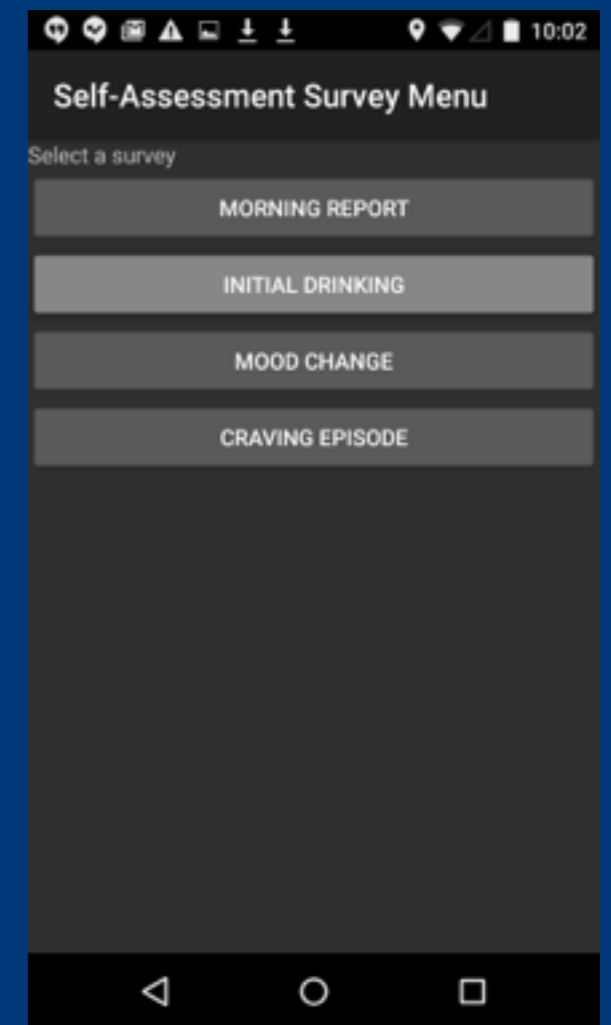 10:02
Self-Assessment Survey Menu
Select a survey
MORNING REPORT
INITIAL DRINKING
MOOD CHANGE
CRAVING EPISODE